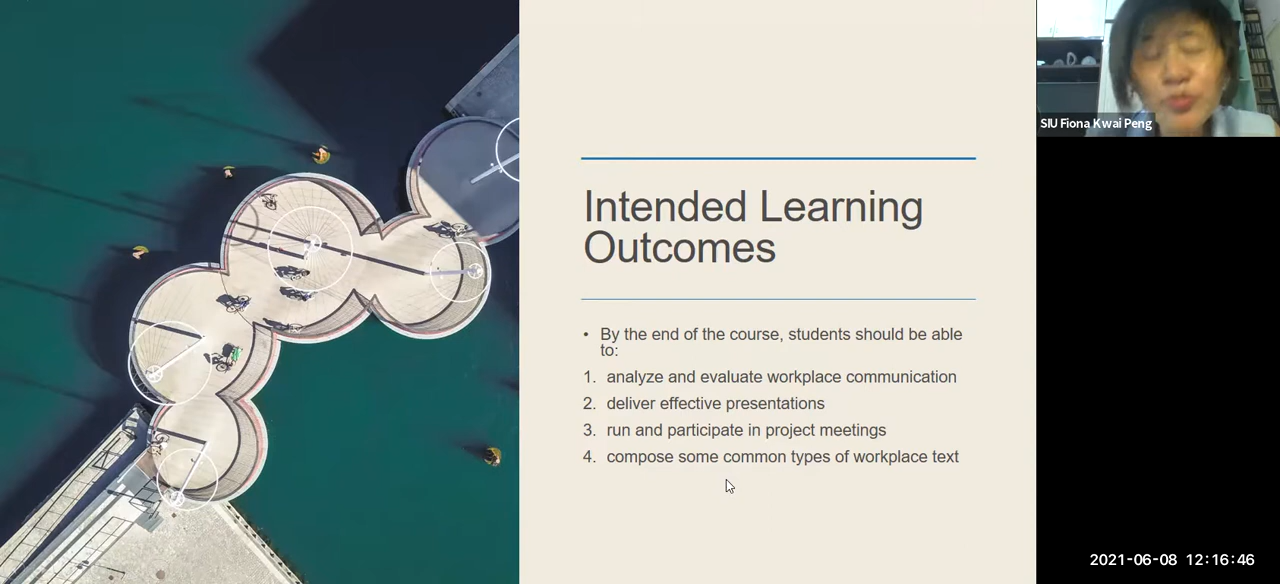 Intended Learning
Outcomes
• By the end of the course, students should be able
to:
1. analyze and evaluate workplace communication
2. deliver effective presentations
3. run and participate in project meetings
4. compose some common types of workplace text
SIU Fiona Kwai Peng
2021-06-08 12:16:46